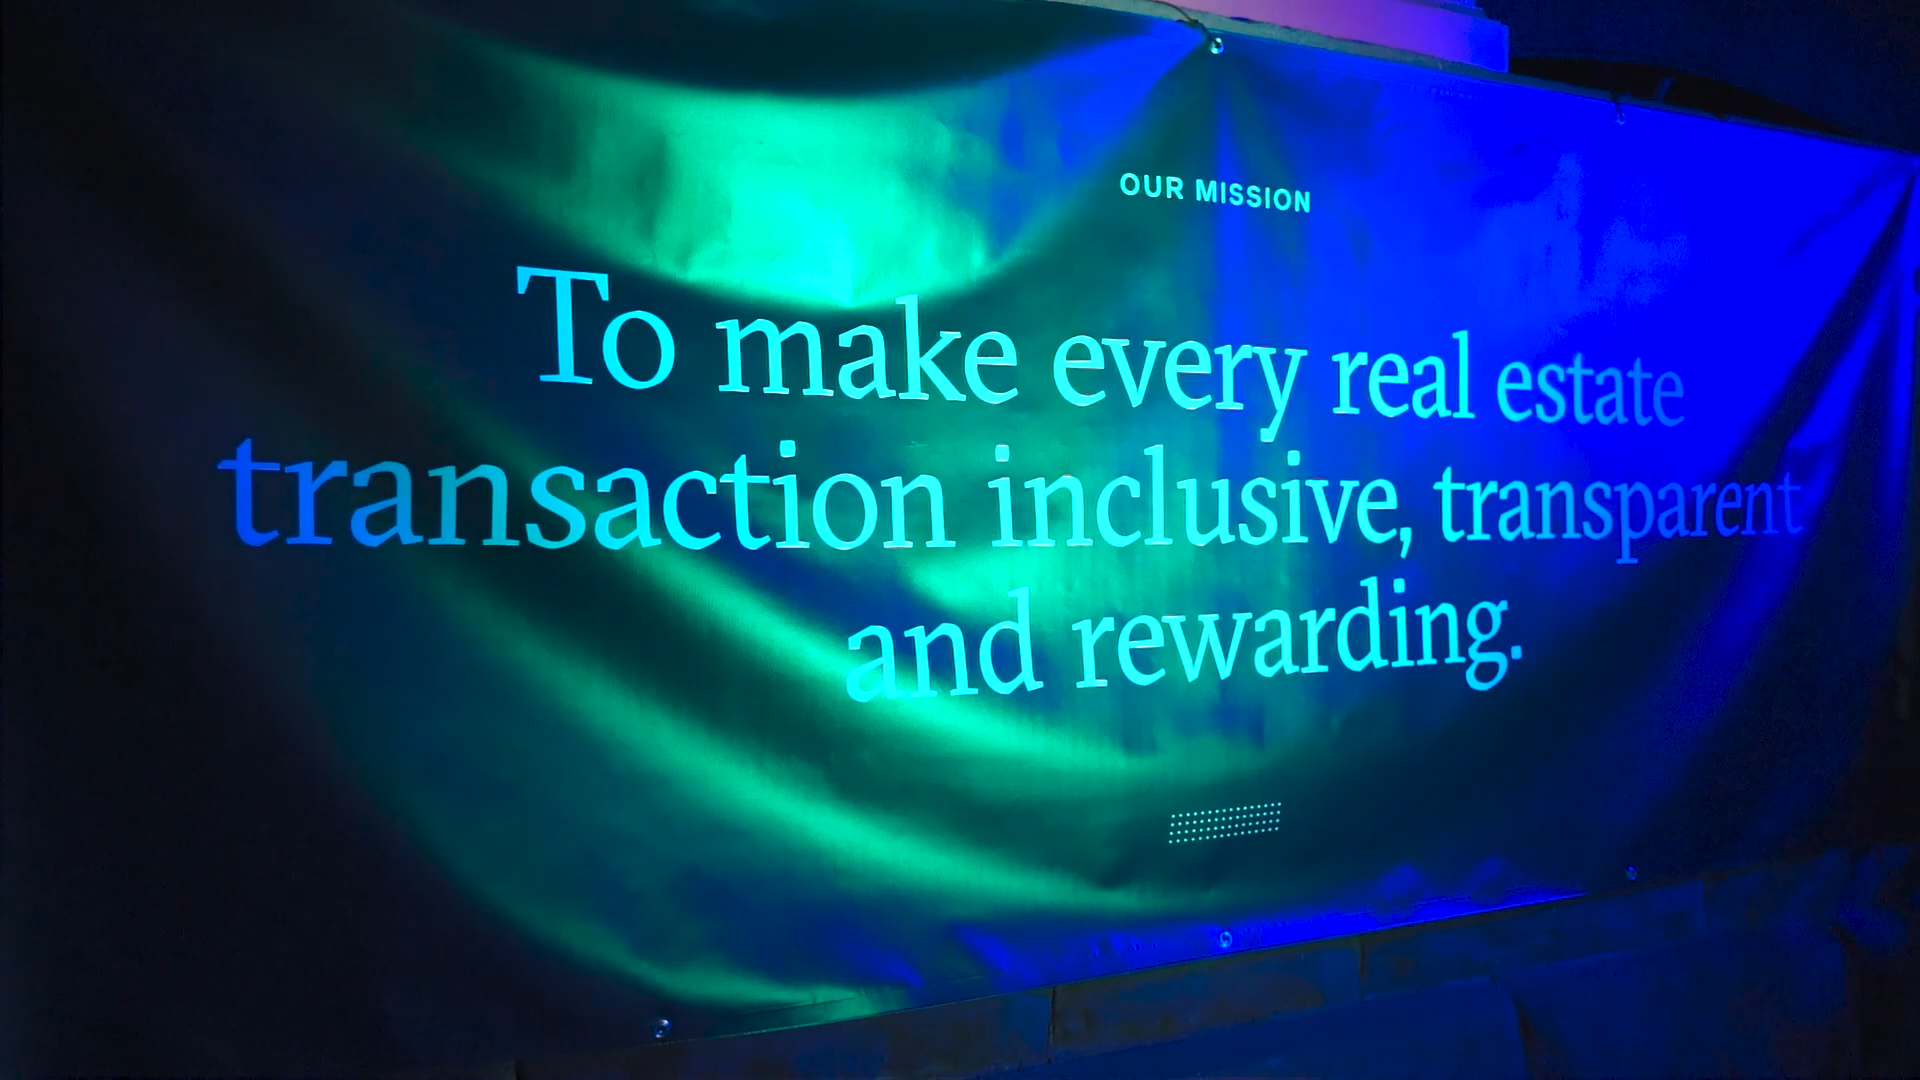 OUR MISSION
To make every real estate
transaction inclusive, transparent
and rewarding.